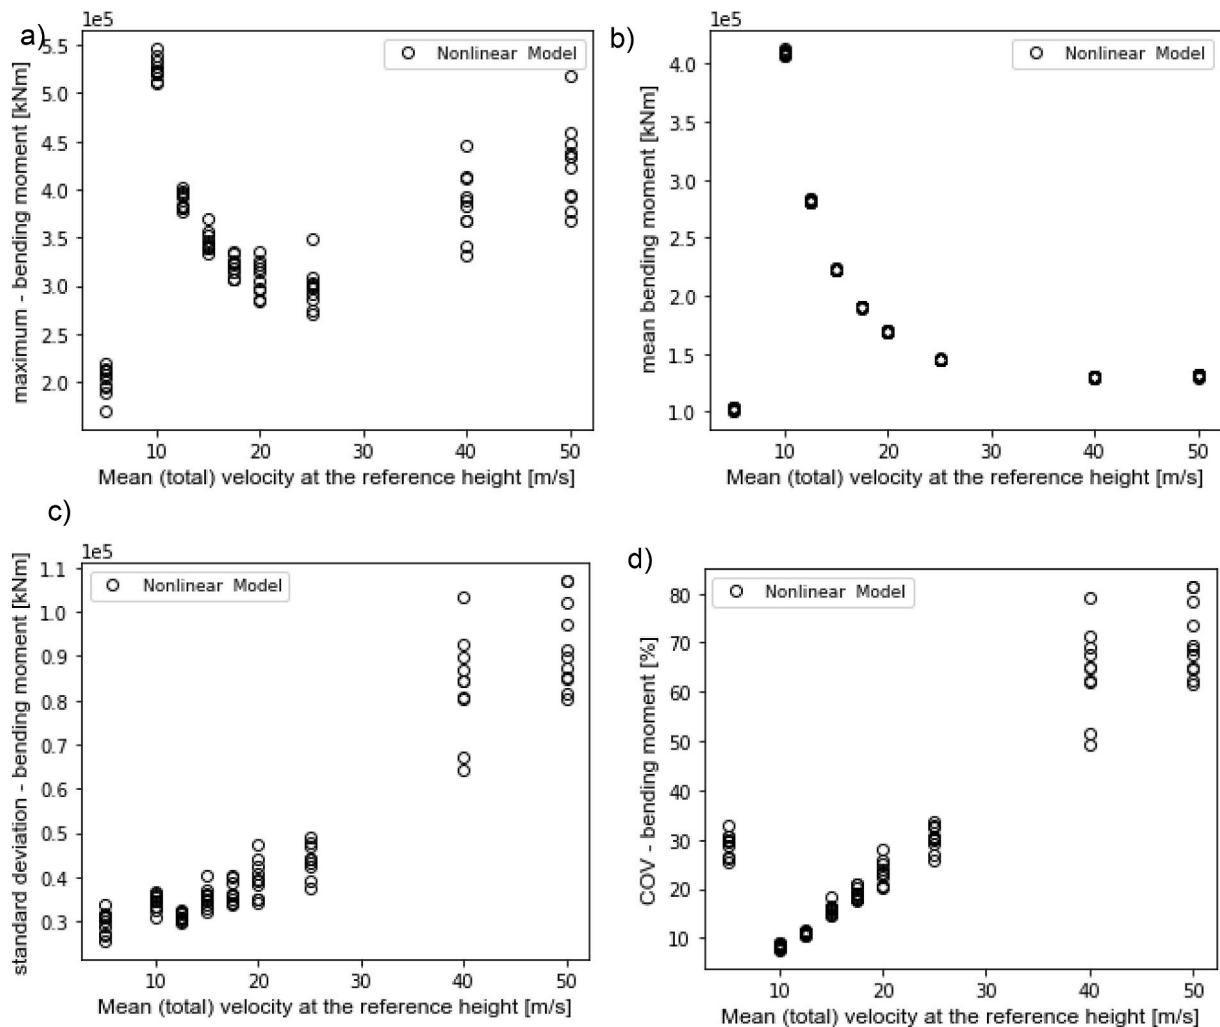 a)
1e5
Nonlinear Model
5.5
5.0
4.5
4.0
3.5
3.0
2.5
2.0
maximum - bending moment [kNm]
10 20 30 40 50
Mean (total) velocity at the reference height [m/s]
b)
1e5
Nonlinear Model
4.0
3.5
3.0
2.5
2.0
1.5
1.0
mean bending moment [kNm]
10 20 30 40 50
Mean (total) velocity at the reference height [m/s]
c)
1e5
Nonlinear Model
1.1
1.0
0.9
0.8
0.7
0.6
0.5
0.4
0.3
standard deviation - bending moment [kNm]
10 20 30 40 50
Mean (total) velocity at the reference height [m/s]
d)
Nonlinear Model
80
70
60
50
40
30
20
10
COV - bending moment [%]
10 20 30 40 50
Mean (total) velocity at the reference height [m/s]